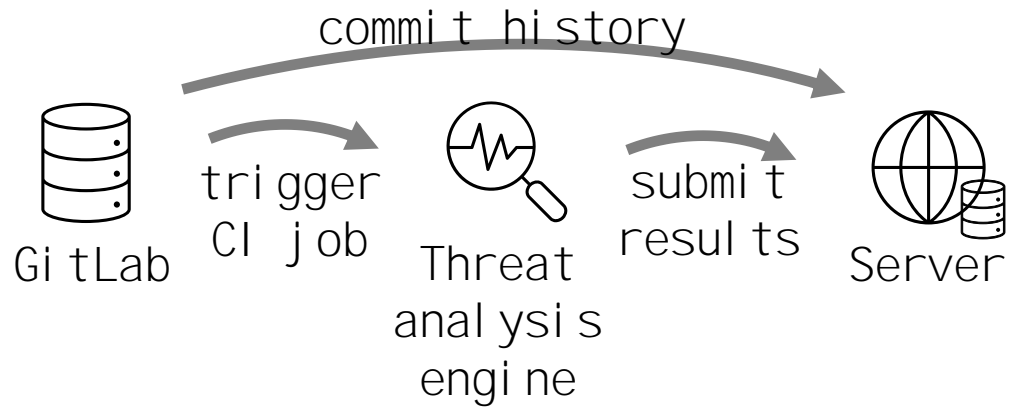 commit history
trigger
CI job
submit
results
GitLab
Threat
analysis
engine
Server